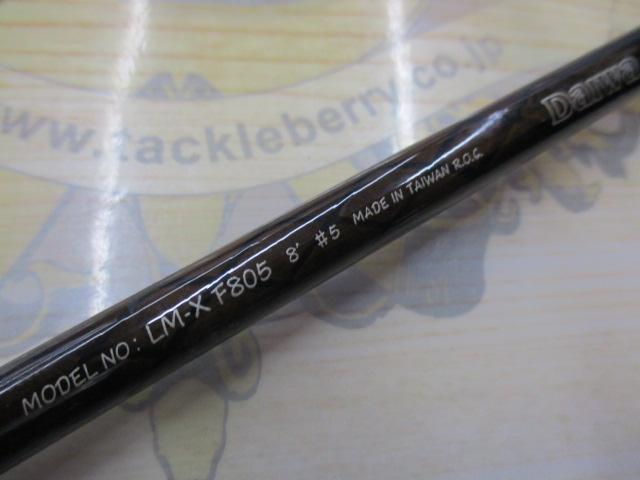 www.tackleberry.co.jp
Daiwa
MODEL NO: LM-X F805 8' #5 MADE IN TAIWAN R.O.C.